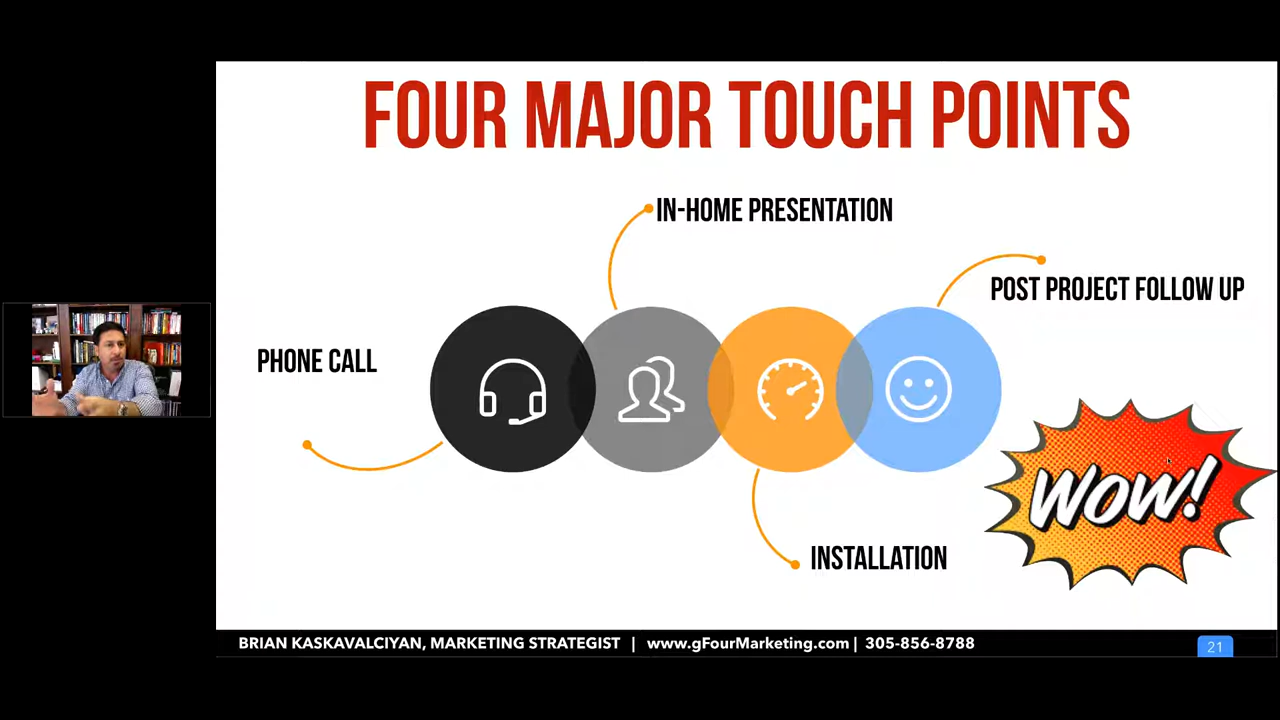 FOUR MAJOR TOUCH POINTS
IN-HOME PRESENTATION
POST PROJECT FOLLOW UP
PHONE CALL
WOW!
INSTALLATION
BRIAN KASKAVALCIYAN, MARKETING STRATEGIST | www.gFourMarketing.com | 305-856-8788
21